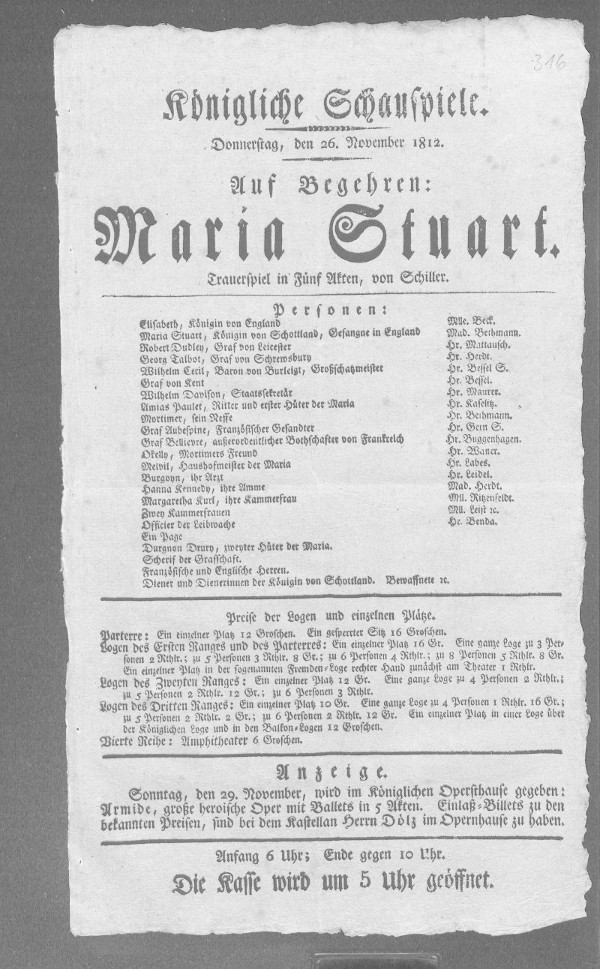 316
Königliche Schauspiele.
Donnerstag, den 26. November 1812.
Auf Begehren:
Maria Stuart.
Trauerspiel in Fünf Akten, von Schiller.
Personen:
Elisabeth, Königin von England Mlle. Beck.
Maria Stuart, Königin von Schottland, Gefangne in England Mad. Bethmann.
Robert Dudley, Graf von Leicester Hr. Mattausch.
Georg Talbot, Graf von Schrewsbury Hr. Herdt.
Wilhelm Cecil, Baron von Burleigt, Großschatzmeister Hr. Bessel S.
Graf von Kent Hr. Bessel.
Wilhelm Davison, Staatssekretär Hr. Maurer.
Amias Paulet, Ritter und erster Hüter der Maria Hr. Kaselitz.
Mortimer, sein Neffe Hr. Bethmann.
Graf Aubespine, Französischer Gesandter Hr. Gern S.
Graf Bellievre, außerordentlicher Bothschafter von Frankreich Hr. Buggenhagen.
Okelly, Mortimers Freund Hr. Wauer.
Melvil, Haushofmeister der Maria Hr. Labes.
Burgoyn, ihr Arzt Hr. Leidel.
Hanna Kennedy, ihre Amme Mad. Herdt.
Margaretha Kurl, ihre Kammerfrau Mll. Ritzenfeldt.
Zwey Kammerfrauen Mll. Leist ꝛc.
Officier der Leibwache Hr. Benda.
Ein Page
Durgnon Drury, zweyter Hüter der Maria.
Scherif der Grafschaft.
Französische und Englische Herren.
Diener und Dienerinnen der Königin von Schottland. Bewaffnete ꝛc.
Preise der Logen und einzelnen Plätze.
Parterre: Ein einzelner Platz 12 Groschen. Ein gesperrter Sitz 16 Groschen.
Logen des Ersten Ranges und des Parterres: Ein einzelner Platz 16 Gr. Eine ganze Loge zu 3 Per-
sonen 2 Rthlr.; zu 5 Personen 3 Rthlr. 8 Gr.; zu 6 Personen 4 Rthlr.; zu 8 Personen 5 Rthlr. 8 Gr.
Ein einzelner Platz in der sogenannten Fremden-Loge rechter Hand zunächst am Theater 1 Rthlr.
Logen des Zweyten Ranges: Ein einzelner Platz 12 Gr. Eine ganze Loge zu 4 Personen 2 Rthlr.;
zu 5 Personen 2 Rthlr. 12 Gr.; zu 6 Personen 3 Rthlr.
Logen des Dritten Ranges: Ein einzelner Platz 10 Gr. Eine ganze Loge zu 4 Personen 1 Rthlr. 16 Gr.;
zu 5 Personen 2 Rthlr. 2 Gr.; zu 6 Personen 2 Rthlr. 12 Gr. Ein einzelner Platz in einer Loge über
der Königlichen Loge und in den Balkon-Logen 12 Groschen.
Vierte Reihe: Amphitheater 6 Groschen.
Anzeige.
Sonntag, den 29. November, wird im Königlichen Opernhause gegeben:
Armide, große heroische Oper mit Ballets in 5 Akten. Einlaß-Billets zu den
bekannten Preisen, sind bei dem Kastellan Herrn Dölz im Opernhause zu haben.
Anfang 6 Uhr; Ende gegen 10 Uhr.
Die Kasse wird um 5 Uhr geöffnet.